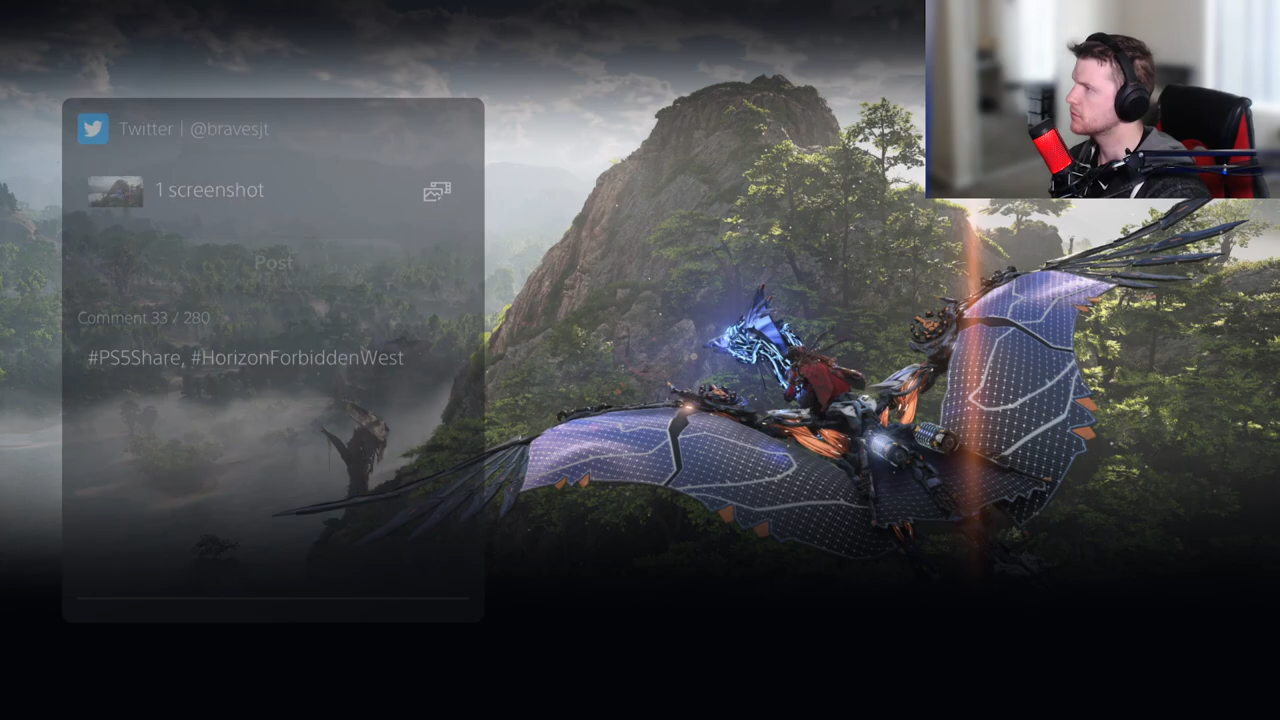 Twitter | @bravesjt
1 screenshot
Post
Comment 33 / 280
#PS5Share, #HorizonForbiddenWest